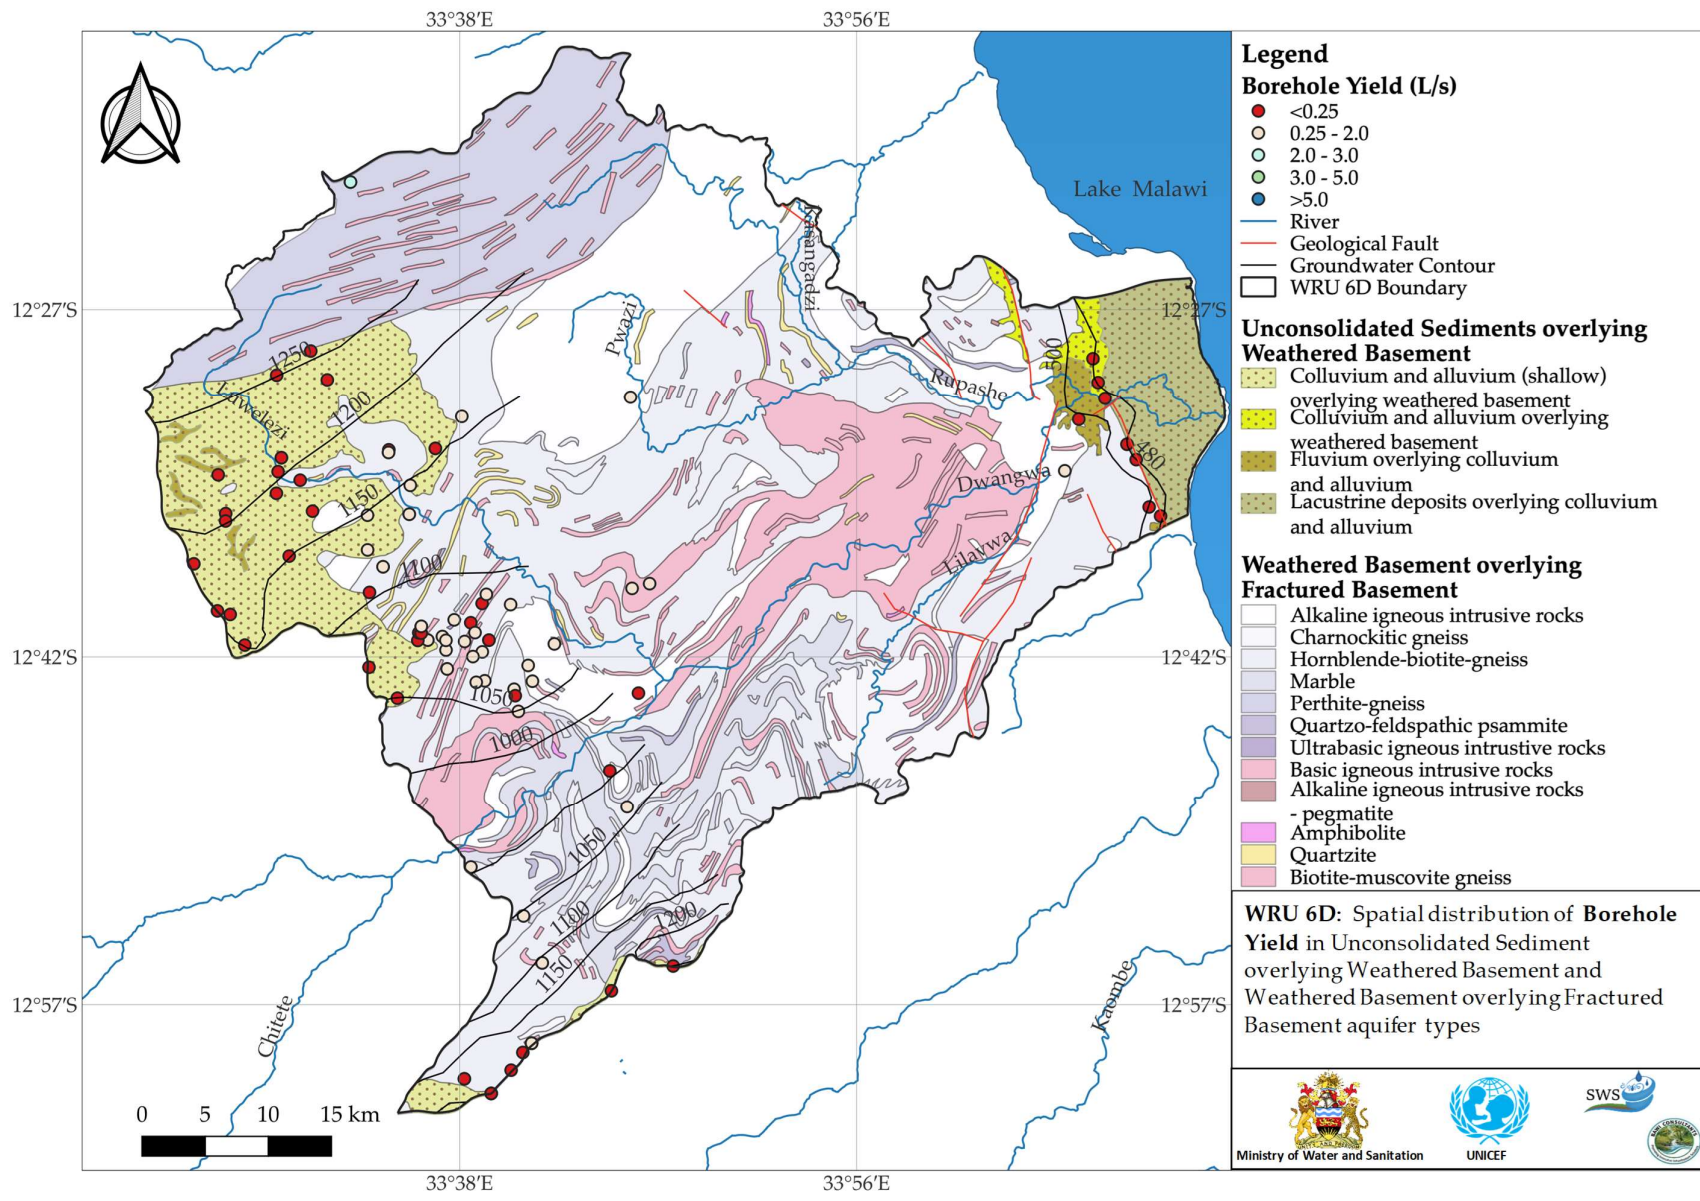 33°38′E
33°56′E
Legend
Borehole Yield (L/s)
<0.25
0.25 - 2.0
2.0 - 3.0
3.0 - 5.0
>5.0
River
Geological Fault
Groundwater Contour
WRU 6D Boundary
Unconsolidated Sediments overlying
Weathered Basement
Colluvium and alluvium (shallow)
overlying weathered basement
Colluvium and alluvium overlying
weathered basement
Fluvium overlying colluvium
and alluvium
Lacustrine deposits overlying colluvium
and alluvium
Weathered Basement overlying
Fractured Basement
Alkaline igneous intrusive rocks
Charnockitic gneiss
Hornblende-biotite-gneiss
Marble
Perthite-gneiss
Quartzo-feldspathic psammite
Ultrabasic igneous intrustive rocks
Basic igneous intrusive rocks
Alkaline igneous intrusive rocks
- pegmatite
Amphibolite
Quartzite
Biotite-muscovite gneiss
WRU 6D: Spatial distribution of Borehole
Yield in Unconsolidated Sediment
overlying Weathered Basement and
Weathered Basement overlying Fractured
Basement aquifer types
Ministry of Water and Sanitation
UNICEF
SWS
Lake Malawi
Kasangadzi
12°27′S
12°27′S
Pwazi
500
1250
Rupashe
Luwelezi
1200
480
Dwangwa
1150
Lilavwa
1100
12°42′S
12°42′S
1050
1000
1050
1100
1200
1150
12°57′S
12°57′S
Chitete
Kaombe
0 5 10 15 km
33°38′E
33°56′E